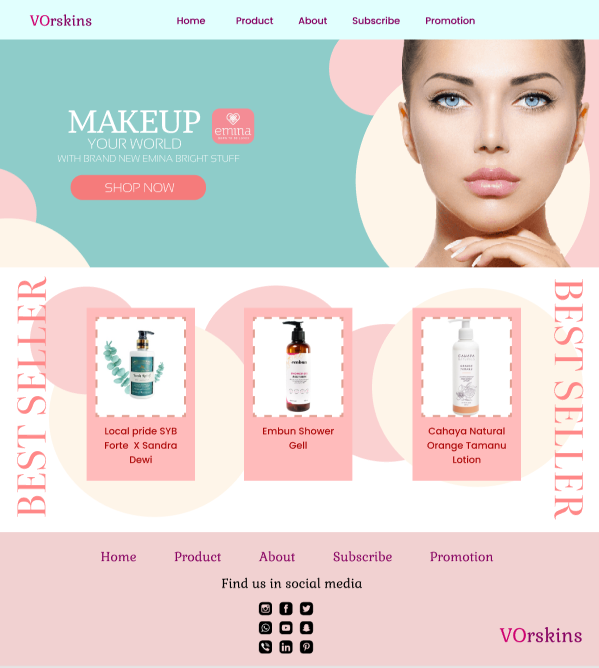 VOrskins
Home Product About Subscribe Promotion
MAKEUP
YOUR WORLD
emina
WITH BRAND NEW EMINA BRIGHT STUFF
SHOP NOW
BEST SELLER
BEST SELLER
embun
CAHAYA
Local pride SYB
Forte X Sandra
Dewi
Embun Shower
Gell
Cahaya Natural
Orange Tamanu
Lotion
Home Product About Subscribe Promotion
Find us in social media
VOrskins